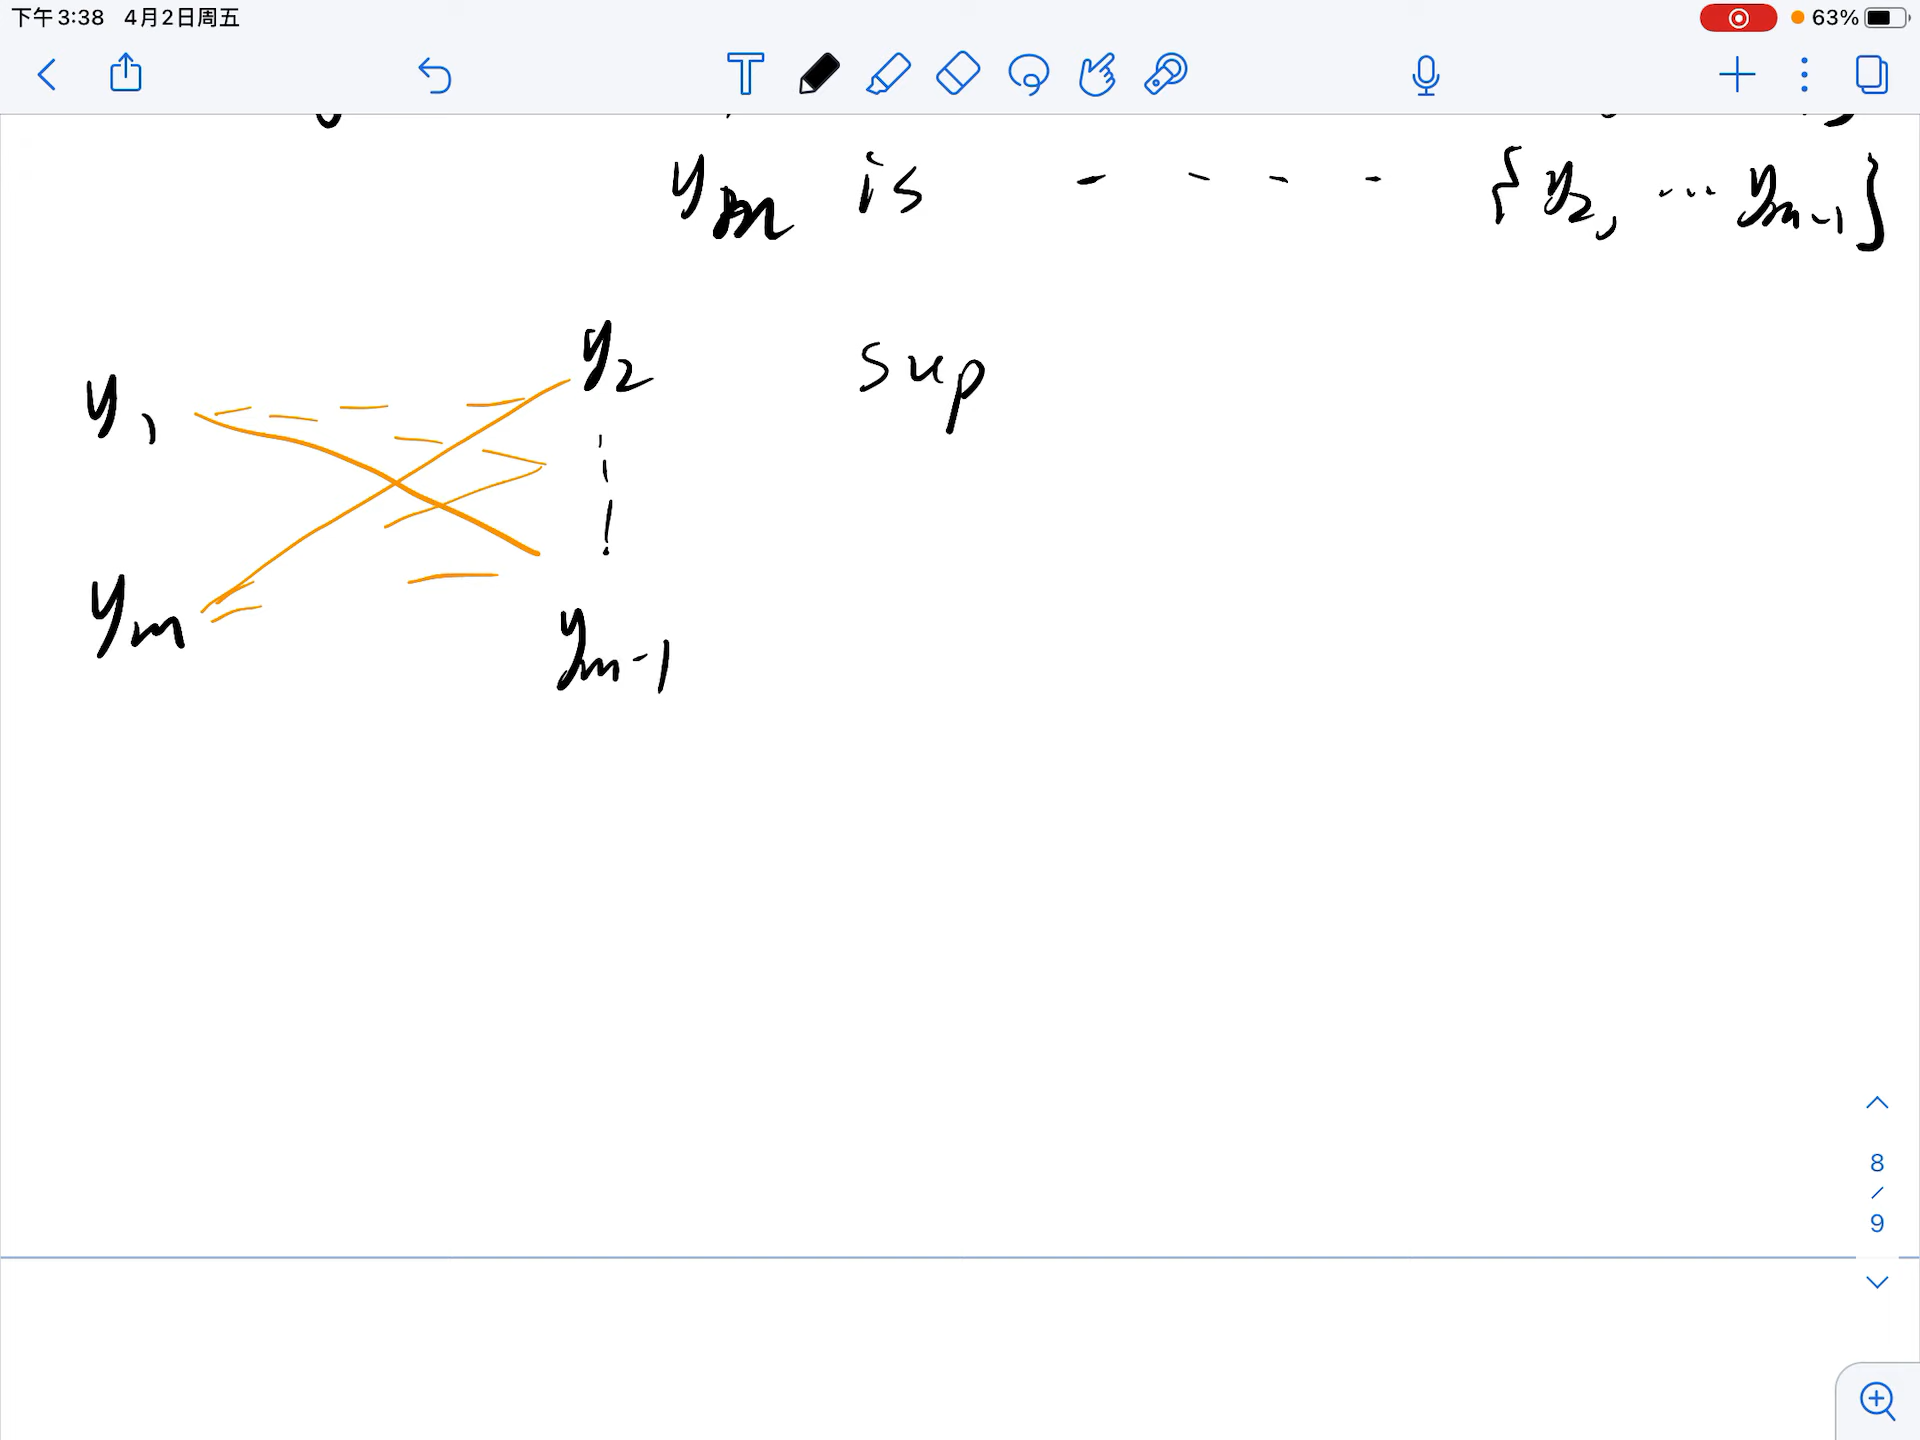 下午3:38 4月2日周五 63%
yₘ is - - - - {y₂, ... yₘ₋₁}
y₂ sup
y₁
yₘ
yₘ₋₁
8
/
9